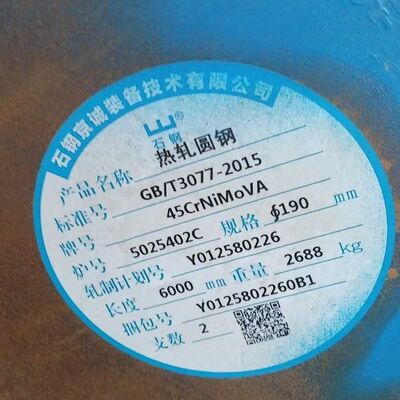 石钢京诚装备技术有限公司
石钢
产品名称 热轧圆钢
标准号 GB/T3077-2015
牌号 45CrNiMoVA
炉号 5025402C 规格 ϕ190 mm
轧制计划号 Y012580226
长度 6000 mm 重量 2688 kg
捆包号 Y0125802260B1
支数 2